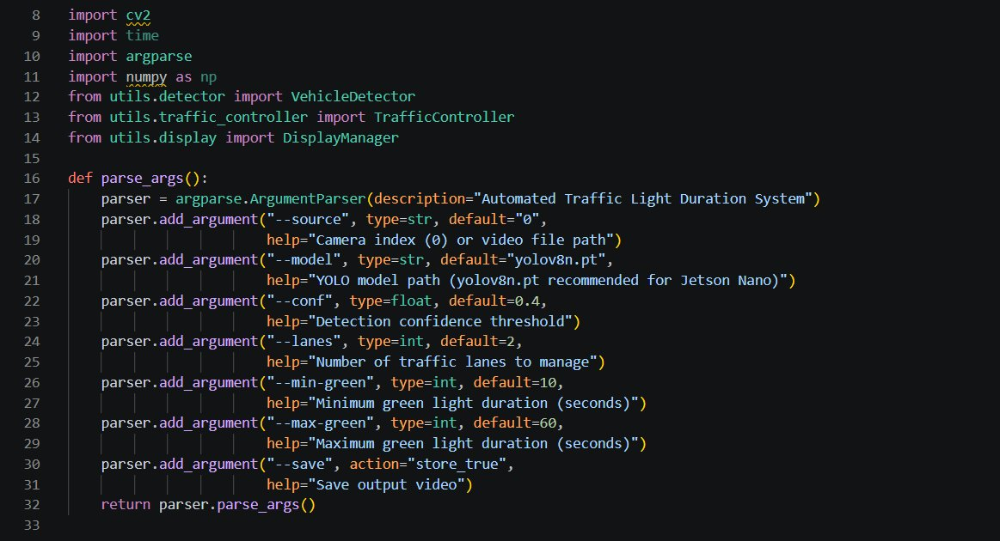 8 import cv2
9 import time
10 import argparse
11 import numpy as np
12 from utils.detector import VehicleDetector
13 from utils.traffic_controller import TrafficController
14 from utils.display import DisplayManager
15
16 def parse_args():
17     parser = argparse.ArgumentParser(description="Automated Traffic Light Duration System")
18     parser.add_argument("--source", type=str, default="0",
19                         help="Camera index (0) or video file path")
20     parser.add_argument("--model", type=str, default="yolov8n.pt",
21                         help="YOLO model path (yolov8n.pt recommended for Jetson Nano)")
22     parser.add_argument("--conf", type=float, default=0.4,
23                         help="Detection confidence threshold")
24     parser.add_argument("--lanes", type=int, default=2,
25                         help="Number of traffic lanes to manage")
26     parser.add_argument("--min-green", type=int, default=10,
27                         help="Minimum green light duration (seconds)")
28     parser.add_argument("--max-green", type=int, default=60,
29                         help="Maximum green light duration (seconds)")
30     parser.add_argument("--save", action="store_true",
31                         help="Save output video")
32     return parser.parse_args()
33